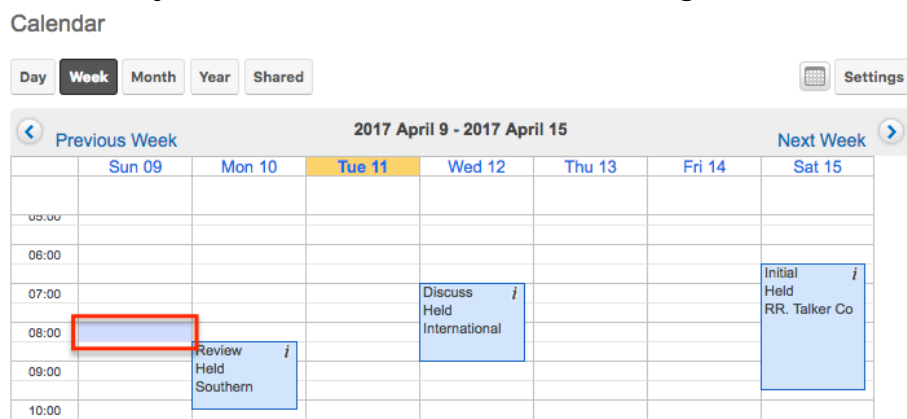 Calendar
Day Week Month Year Shared Settings
Previous Week 2017 April 9 - 2017 April 15 Next Week
Sun 09 Mon 10 Tue 11 Wed 12 Thu 13 Fri 14 Sat 15
05:00
06:00
Initial i
07:00 Discuss i Held
Held RR. Talker Co
08:00 International
Review i
09:00 Held
Southern
10:00